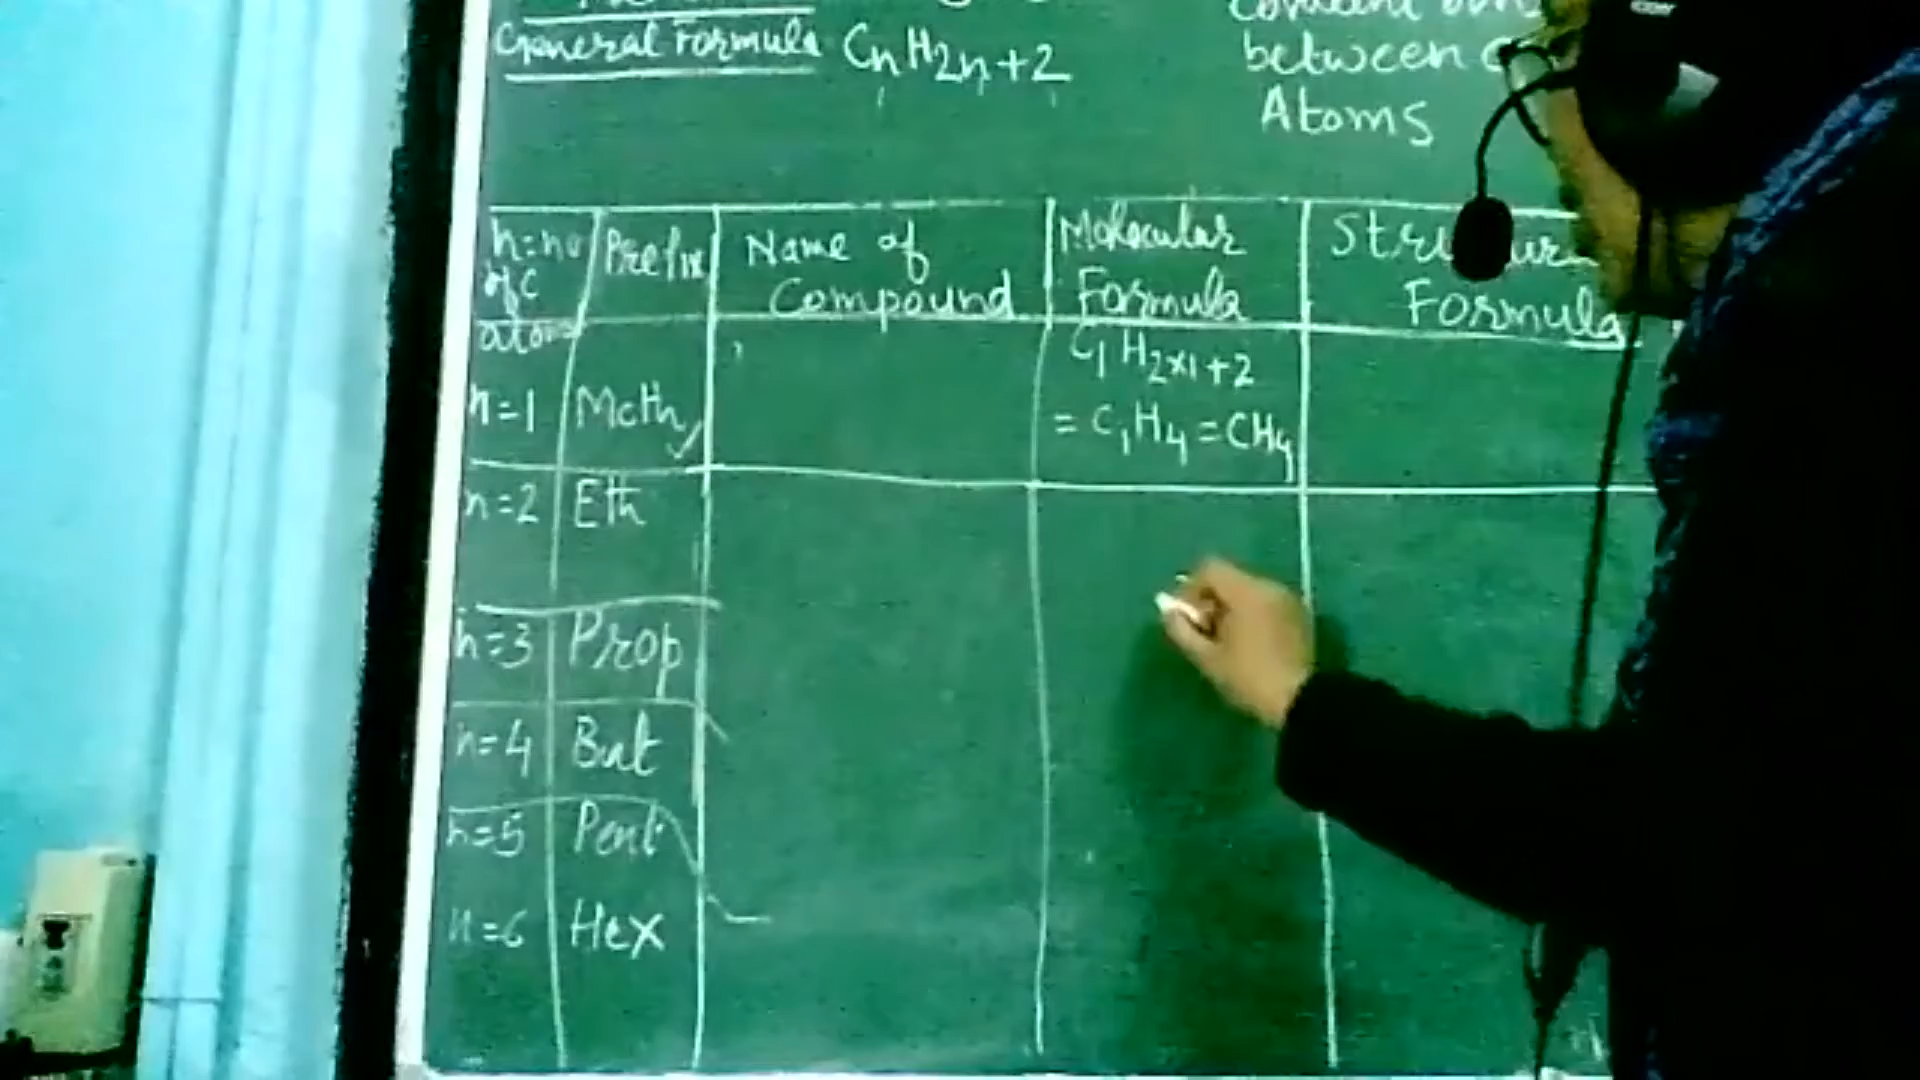 General Formula CnH2n+2
between
Atoms
n=no of C atoms
Prefix
Name of Compound
Molecular Formula
Formula
n=1
Meth
C1H2x1+2
= C1H4 = CH4
n=2
Eth
n=3
Prop
n=4
But
n=5
Pent
n=6
Hex